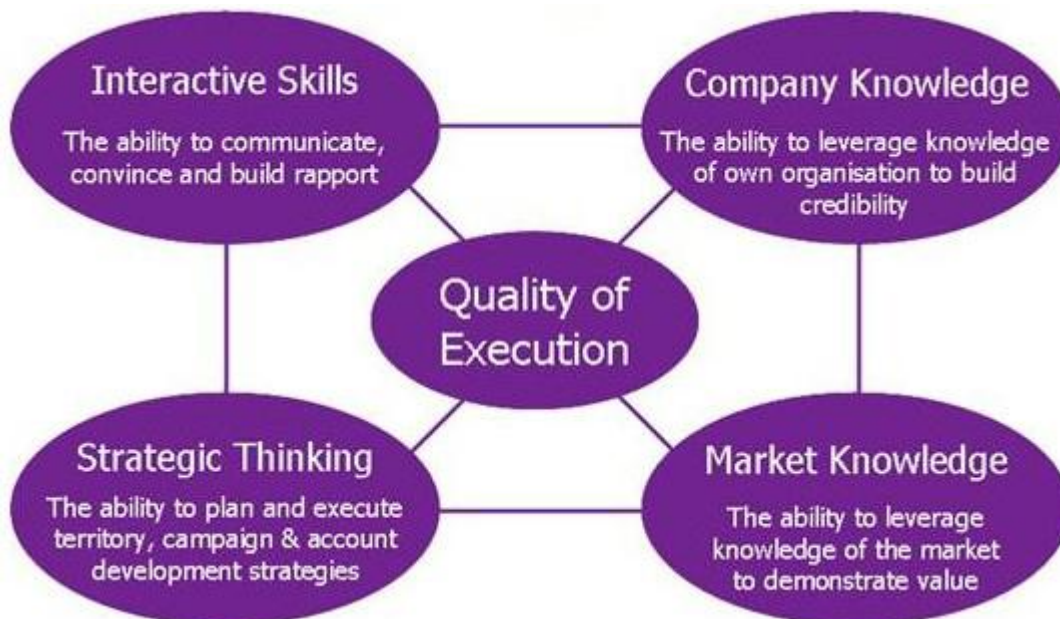 Interactive Skills
The ability to communicate,
convince and build rapport
Company Knowledge
The ability to leverage knowledge
of own organisation to build
credibility
Quality of
Execution
Strategic Thinking
The ability to plan and execute
territory, campaign & account
development strategies
Market Knowledge
The ability to leverage
knowledge of the market
to demonstrate value